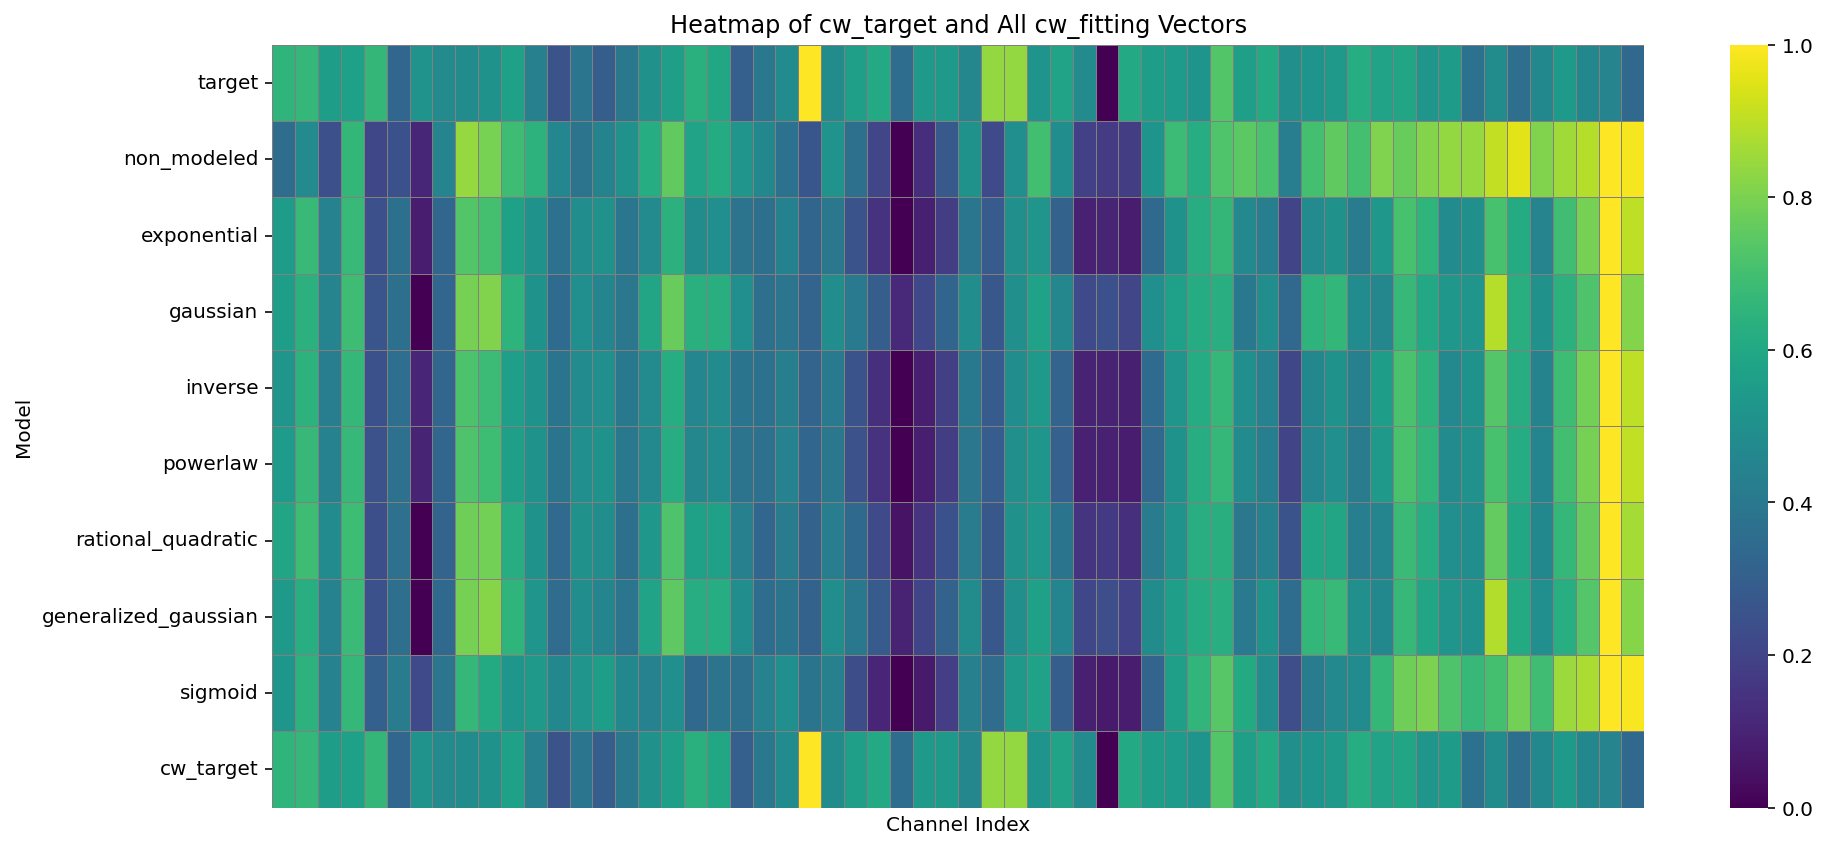 Heatmap of cw_target and All cw_fitting Vectors
target
non_modeled
exponential
gaussian
inverse
powerlaw
rational_quadratic
generalized_gaussian
sigmoid
cw_target
Model
Channel Index
1.0
0.8
0.6
0.4
0.2
0.0